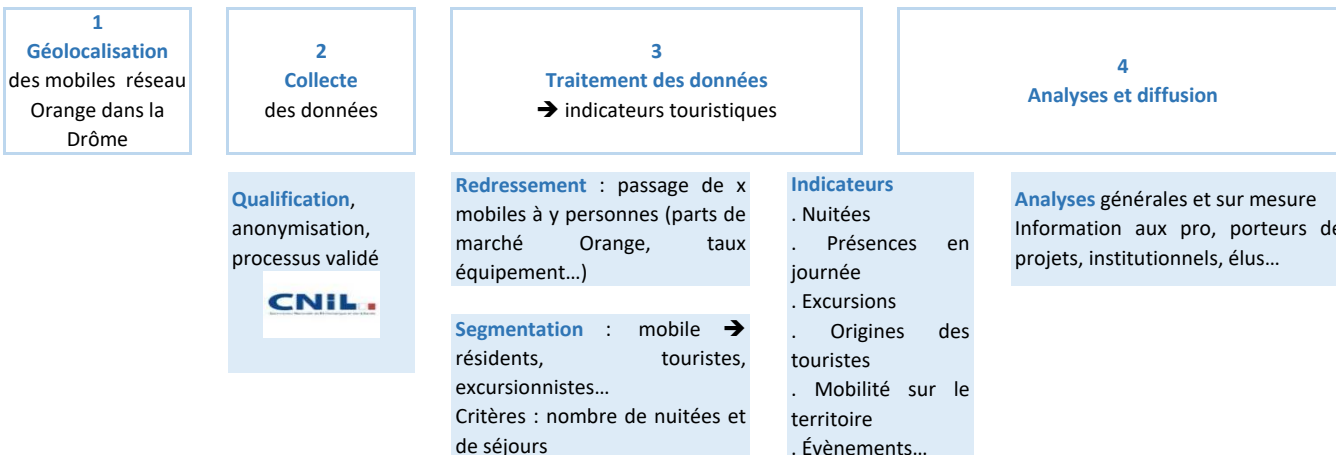 1
Géolocalisation
des mobiles réseau
Orange dans la
Drôme
2
Collecte
des données
3
Traitement des données
➔ indicateurs touristiques
4
Analyses et diffusion
Qualification,
anonymisation,
processus validé
CNIL
Redressement : passage de x
mobiles à y personnes (parts de
marché Orange, taux
équipement…)
Segmentation : mobile ➔
résidents, touristes,
excursionnistes…
Critères : nombre de nuitées et
de séjours
Indicateurs
. Nuitées
. Présences en
journée
. Excursions
. Origines des
touristes
. Mobilité sur le
territoire
. Évènements…
Analyses générales et sur mesure
Information aux pro, porteurs de
projets, institutionnels, élus…